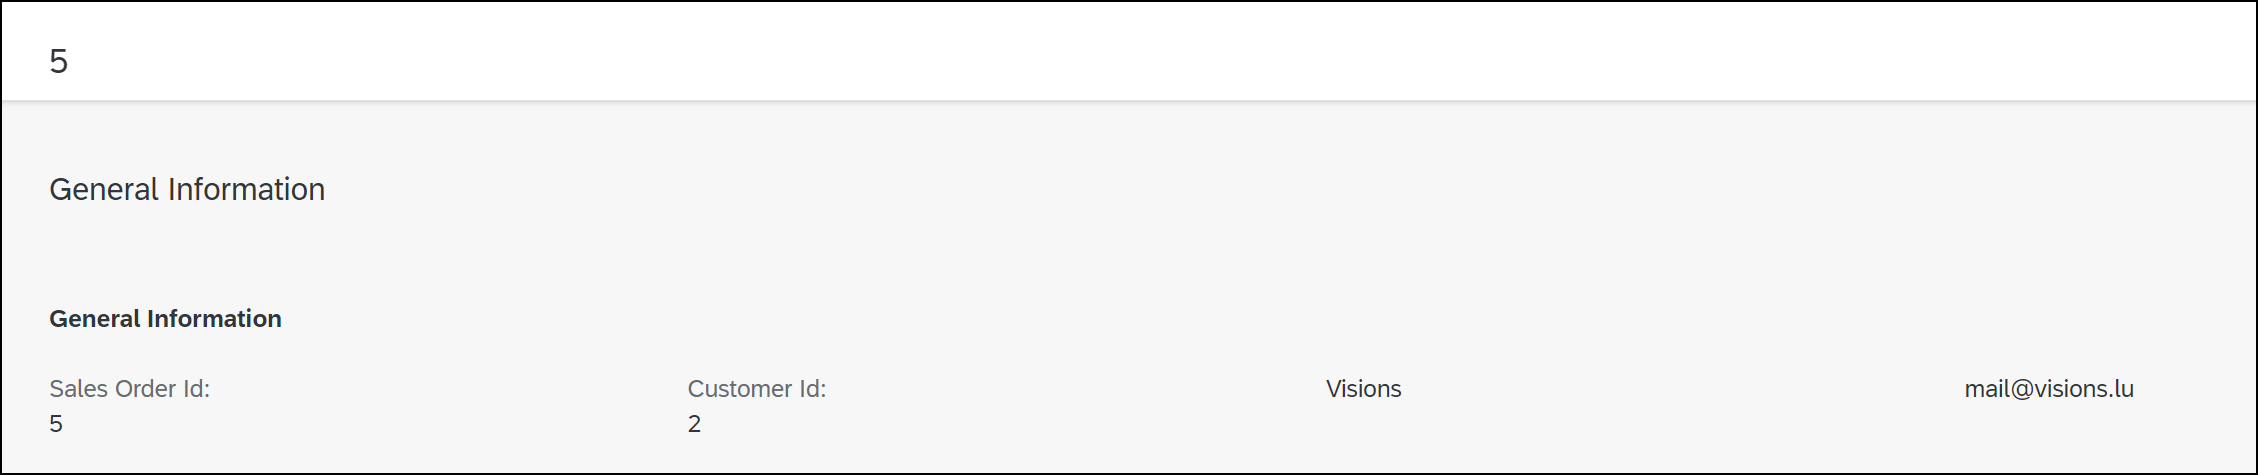 5
General Information
General Information
Sales Order Id:
5
Customer Id:
2
Visions
mail@visions.lu